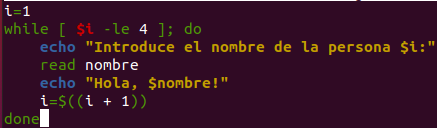 i=1
while [ $i -le 4 ]; do
    echo "Introduce el nombre de la persona $i:"
    read nombre
    echo "Hola, $nombre!"
    i=$((i + 1))
done